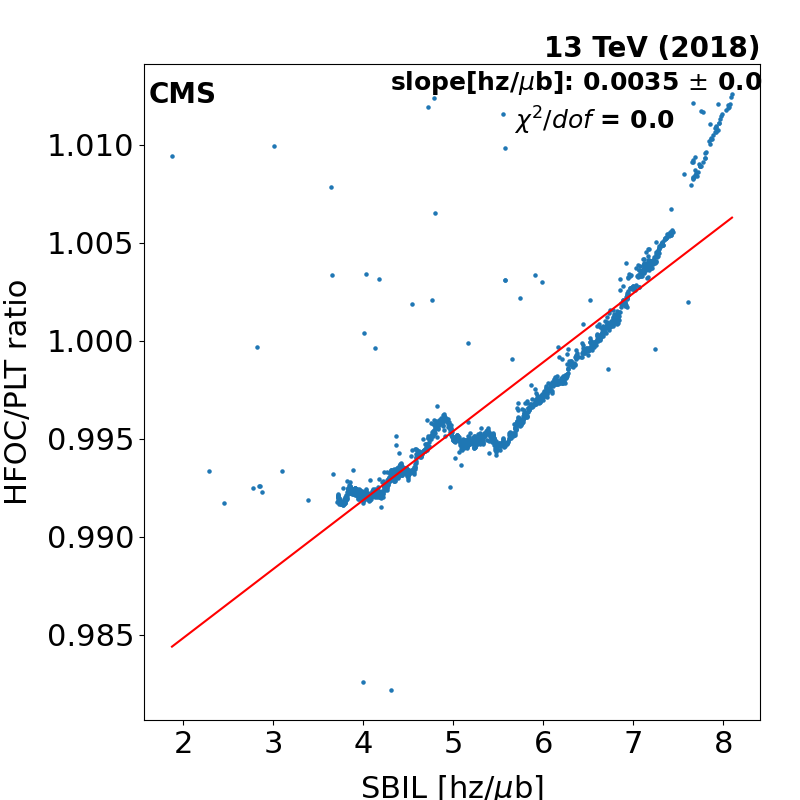 13 TeV (2018)
CMS
slope[hz/μb]: 0.0035 ± 0.0
χ²/dof = 0.0
HFOC/PLT ratio
1.010
1.005
1.000
0.995
0.990
0.985
2 3 4 5 6 7 8
SBIL [hz/μb]